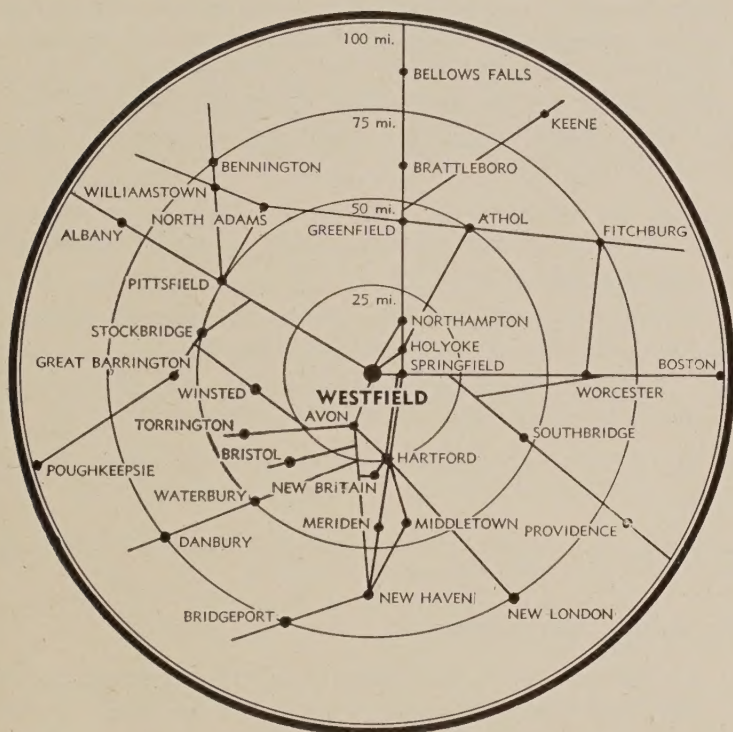 100 mi.
BELLOWS FALLS
75 mi.
KEENE
BENNINGTON
BRATTLEBORO
WILLIAMSTOWN
NORTH ADAMS
50 mi.
ATHOL
ALBANY
GREENFIELD
FITCHBURG
PITTSFIELD
25 mi.
NORTHAMPTON
STOCKBRIDGE
HOLYOKE
GREAT BARRINGTON
SPRINGFIELD
BOSTON
WINSTED
WESTFIELD
WORCESTER
AVON
TORRINGTON
SOUTHBRIDGE
BRISTOL
HARTFORD
POUGHKEEPSIE
NEW BRITAIN
WATERBURY
MERIDEN
MIDDLETOWN
PROVIDENCE
DANBURY
NEW HAVEN
NEW LONDON
BRIDGEPORT